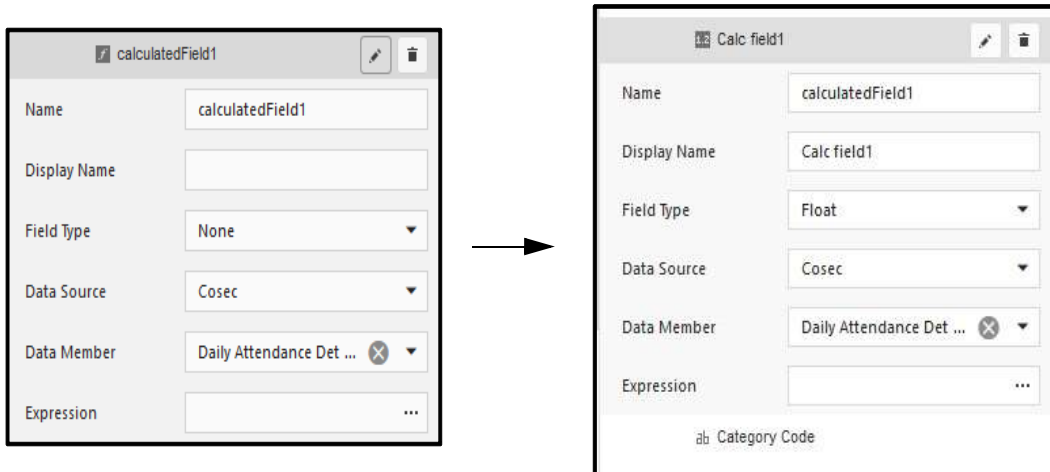 calculatedField1
Name calculatedField1
Display Name
Field Type None
Data Source Cosec
Data Member Daily Attendance Det ...
Expression ...
1.2 Calc field1
Name calculatedField1
Display Name Calc field1
Field Type Float
Data Source Cosec
Data Member Daily Attendance Det ...
Expression ...
ab Category Code